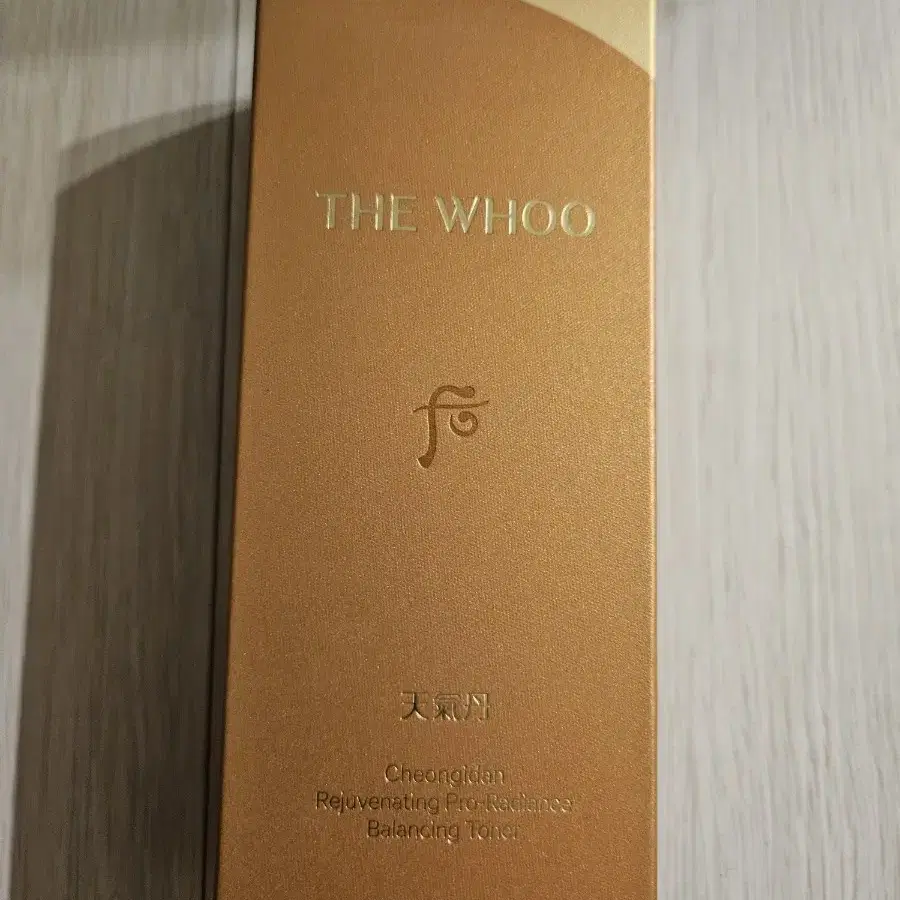 THE WHOO
天氣丹
Cheongidan
Rejuvenating Pro-Radiance
Balancing Toner